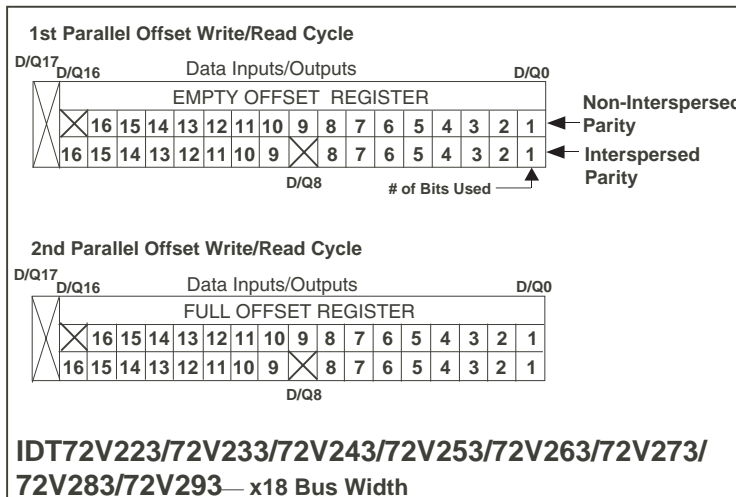 1st Parallel Offset Write/Read Cycle
D/Q17 D/Q16 Data Inputs/Outputs D/Q0
EMPTY OFFSET REGISTER
16 15 14 13 12 11 10 9 8 7 6 5 4 3 2 1 Non-Interspersed Parity
16 15 14 13 12 11 10 9 8 7 6 5 4 3 2 1 Interspersed Parity
D/Q8 # of Bits Used
2nd Parallel Offset Write/Read Cycle
D/Q17 D/Q16 Data Inputs/Outputs D/Q0
FULL OFFSET REGISTER
16 15 14 13 12 11 10 9 8 7 6 5 4 3 2 1
16 15 14 13 12 11 10 9 8 7 6 5 4 3 2 1
D/Q8
IDT72V223/72V233/72V243/72V253/72V263/72V273/
72V283/72V293— x18 Bus Width